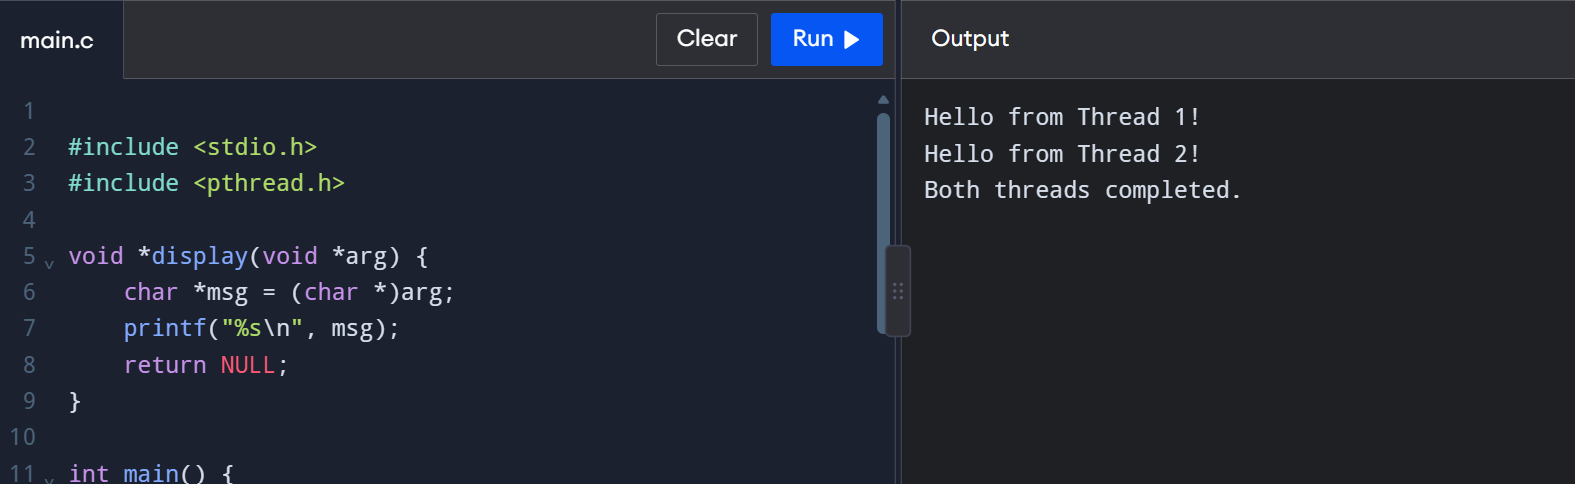 main.c
Clear
Run
Output
1
2 #include <stdio.h>
3 #include <pthread.h>
4
5 void *display(void *arg) {
6     char *msg = (char *)arg;
7     printf("%s\n", msg);
8     return NULL;
9 }
10
11 int main() {
Hello from Thread 1!
Hello from Thread 2!
Both threads completed.